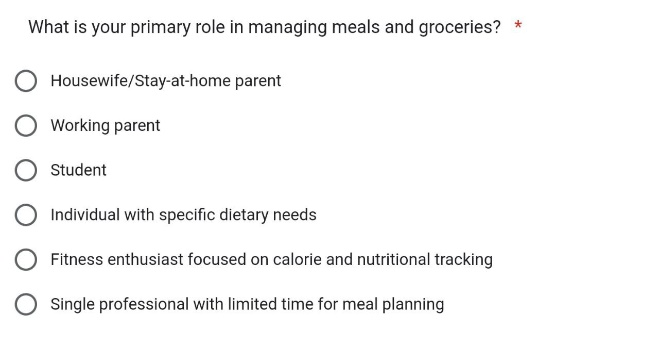 What is your primary role in managing meals and groceries? *
Housewife/Stay-at-home parent
Working parent
Student
Individual with specific dietary needs
Fitness enthusiast focused on calorie and nutritional tracking
Single professional with limited time for meal planning